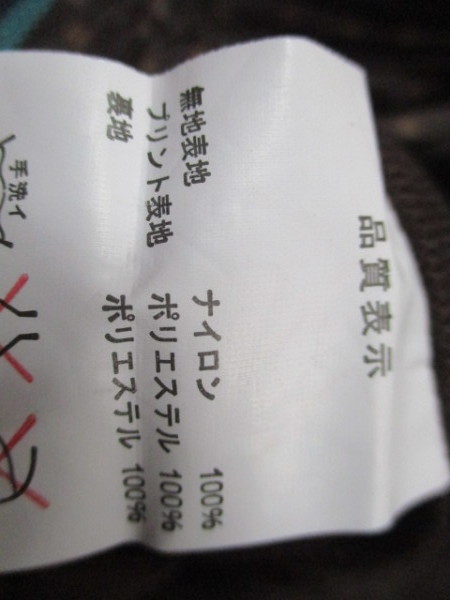 品質表示
無地表地 ナイロン 100%
プリント表地 ポリエステル 100%
裏地 ポリエステル 100%
手洗イ